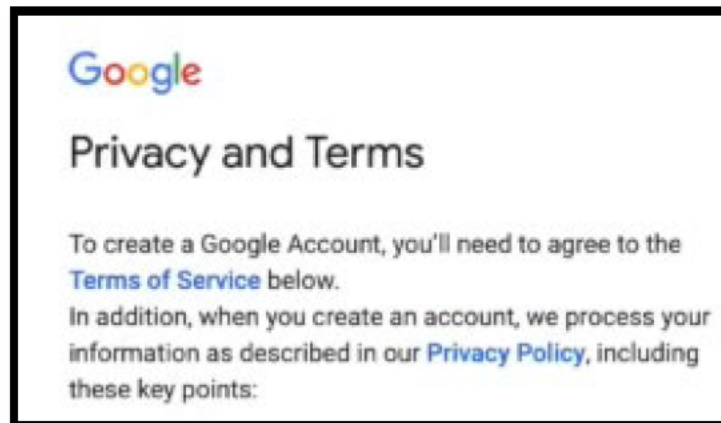 Google
Privacy and Terms
To create a Google Account, you'll need to agree to the
Terms of Service below.
In addition, when you create an account, we process your
information as described in our Privacy Policy, including
these key points: